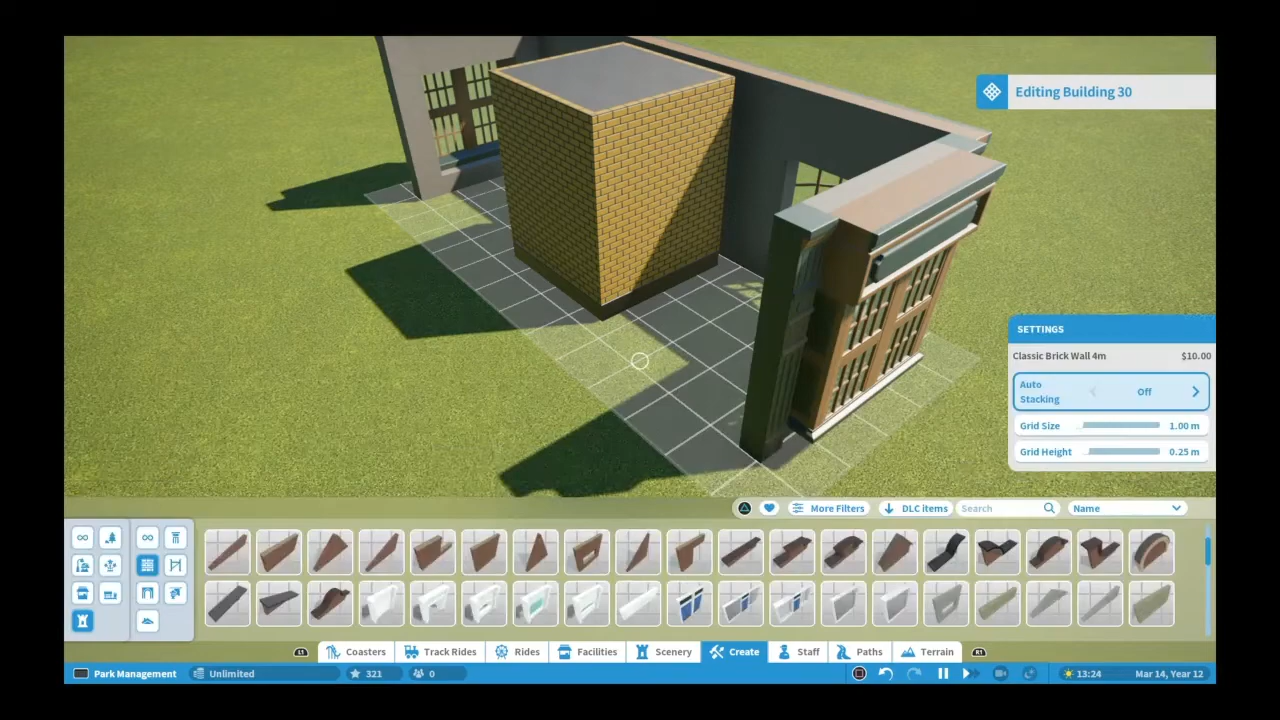 Editing Building 30
SETTINGS
Classic Brick Wall 4m $10.00
Auto Stacking Off
Grid Size 1.00 m
Grid Height 0.25 m
More Filters DLC items Search Name
L1 Coasters Track Rides Rides Facilities Scenery Create Staff Paths Terrain R1
Park Management Unlimited 321 0 13:24 Mar 14, Year 12